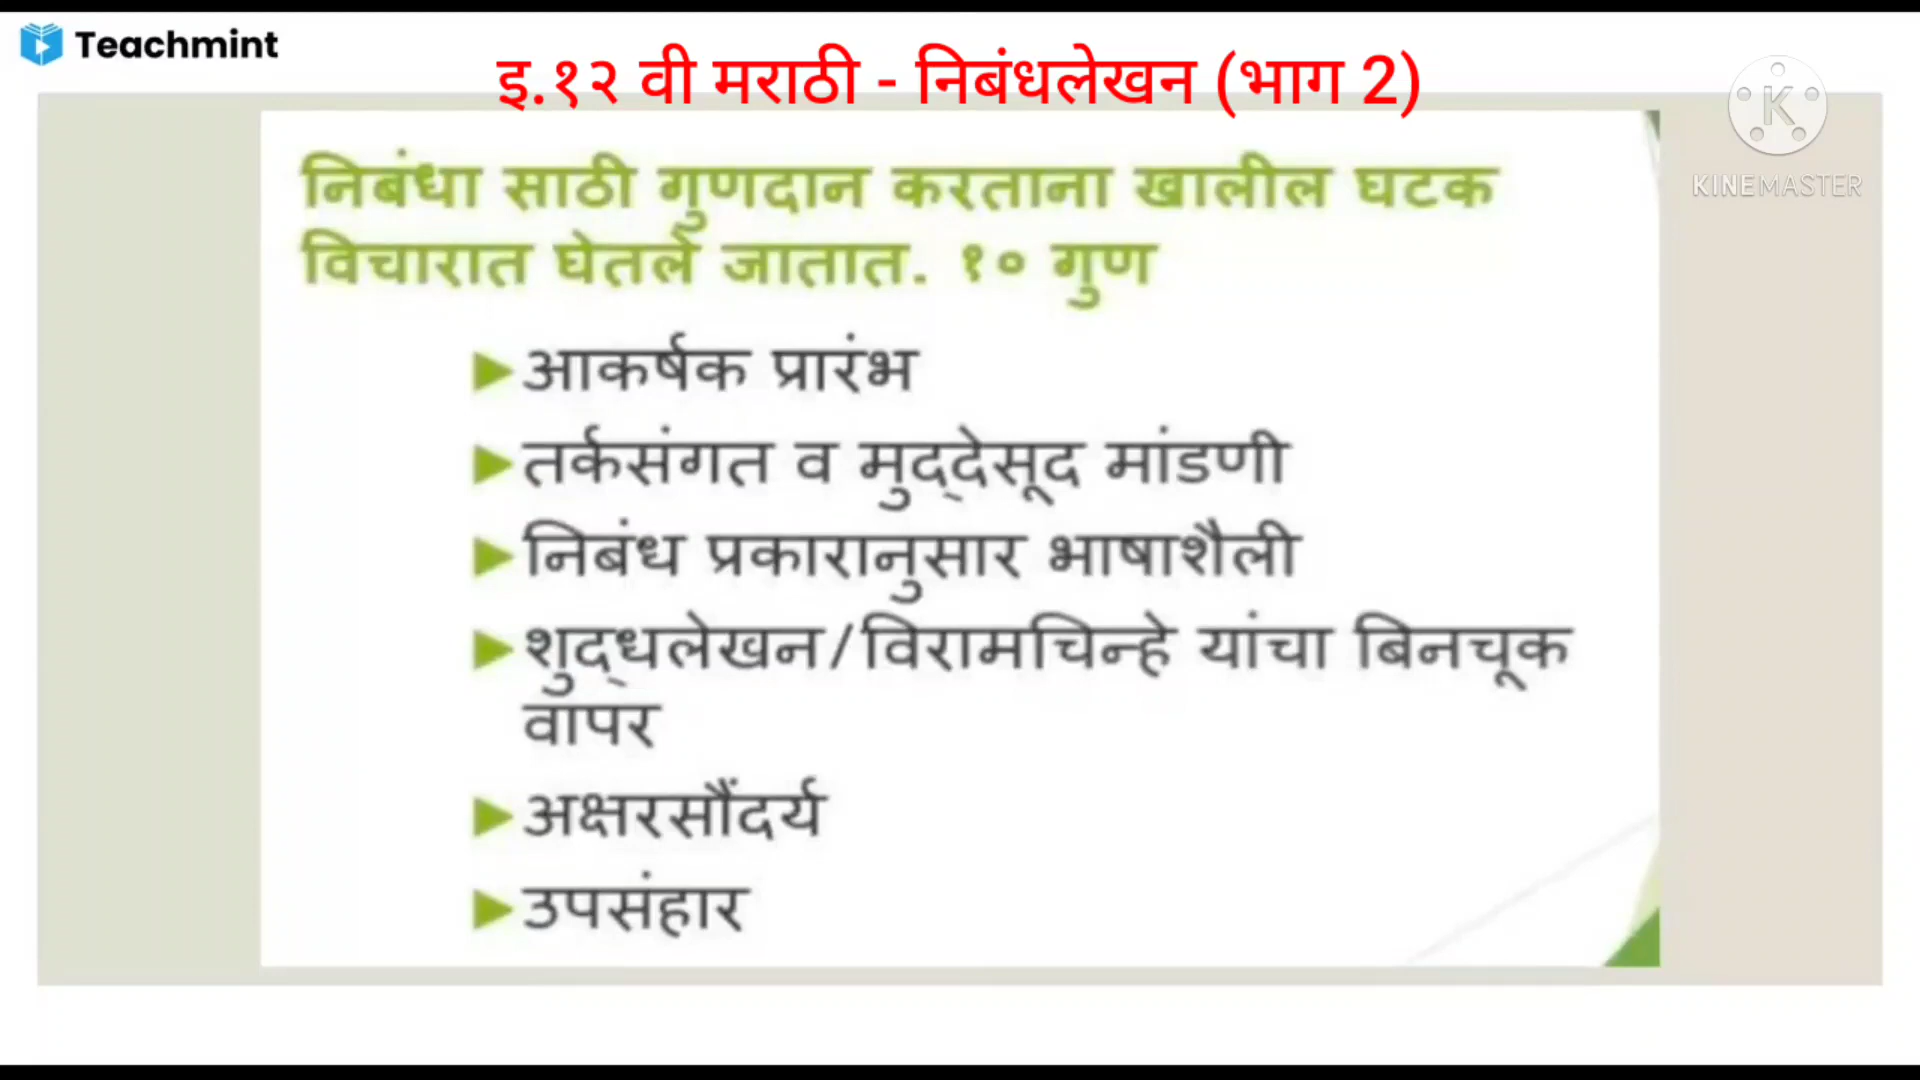 Teachmint
इ.१२ वी मराठी - निबंधलेखन (भाग 2)
KINEMASTER
निबंधा साठी गुणदान करताना खालील घटक
विचारात घेतले जातात. १० गुण
►आकर्षक प्रारंभ
►तर्कसंगत व मुद्‌देसूद मांडणी
►निबंध प्रकारानुसार भाषाशैली
►शुद्‌धलेखन/विरामचिन्हे यांचा बिनचूक
वापर
►अक्षरसौंदर्य
►उपसंहार